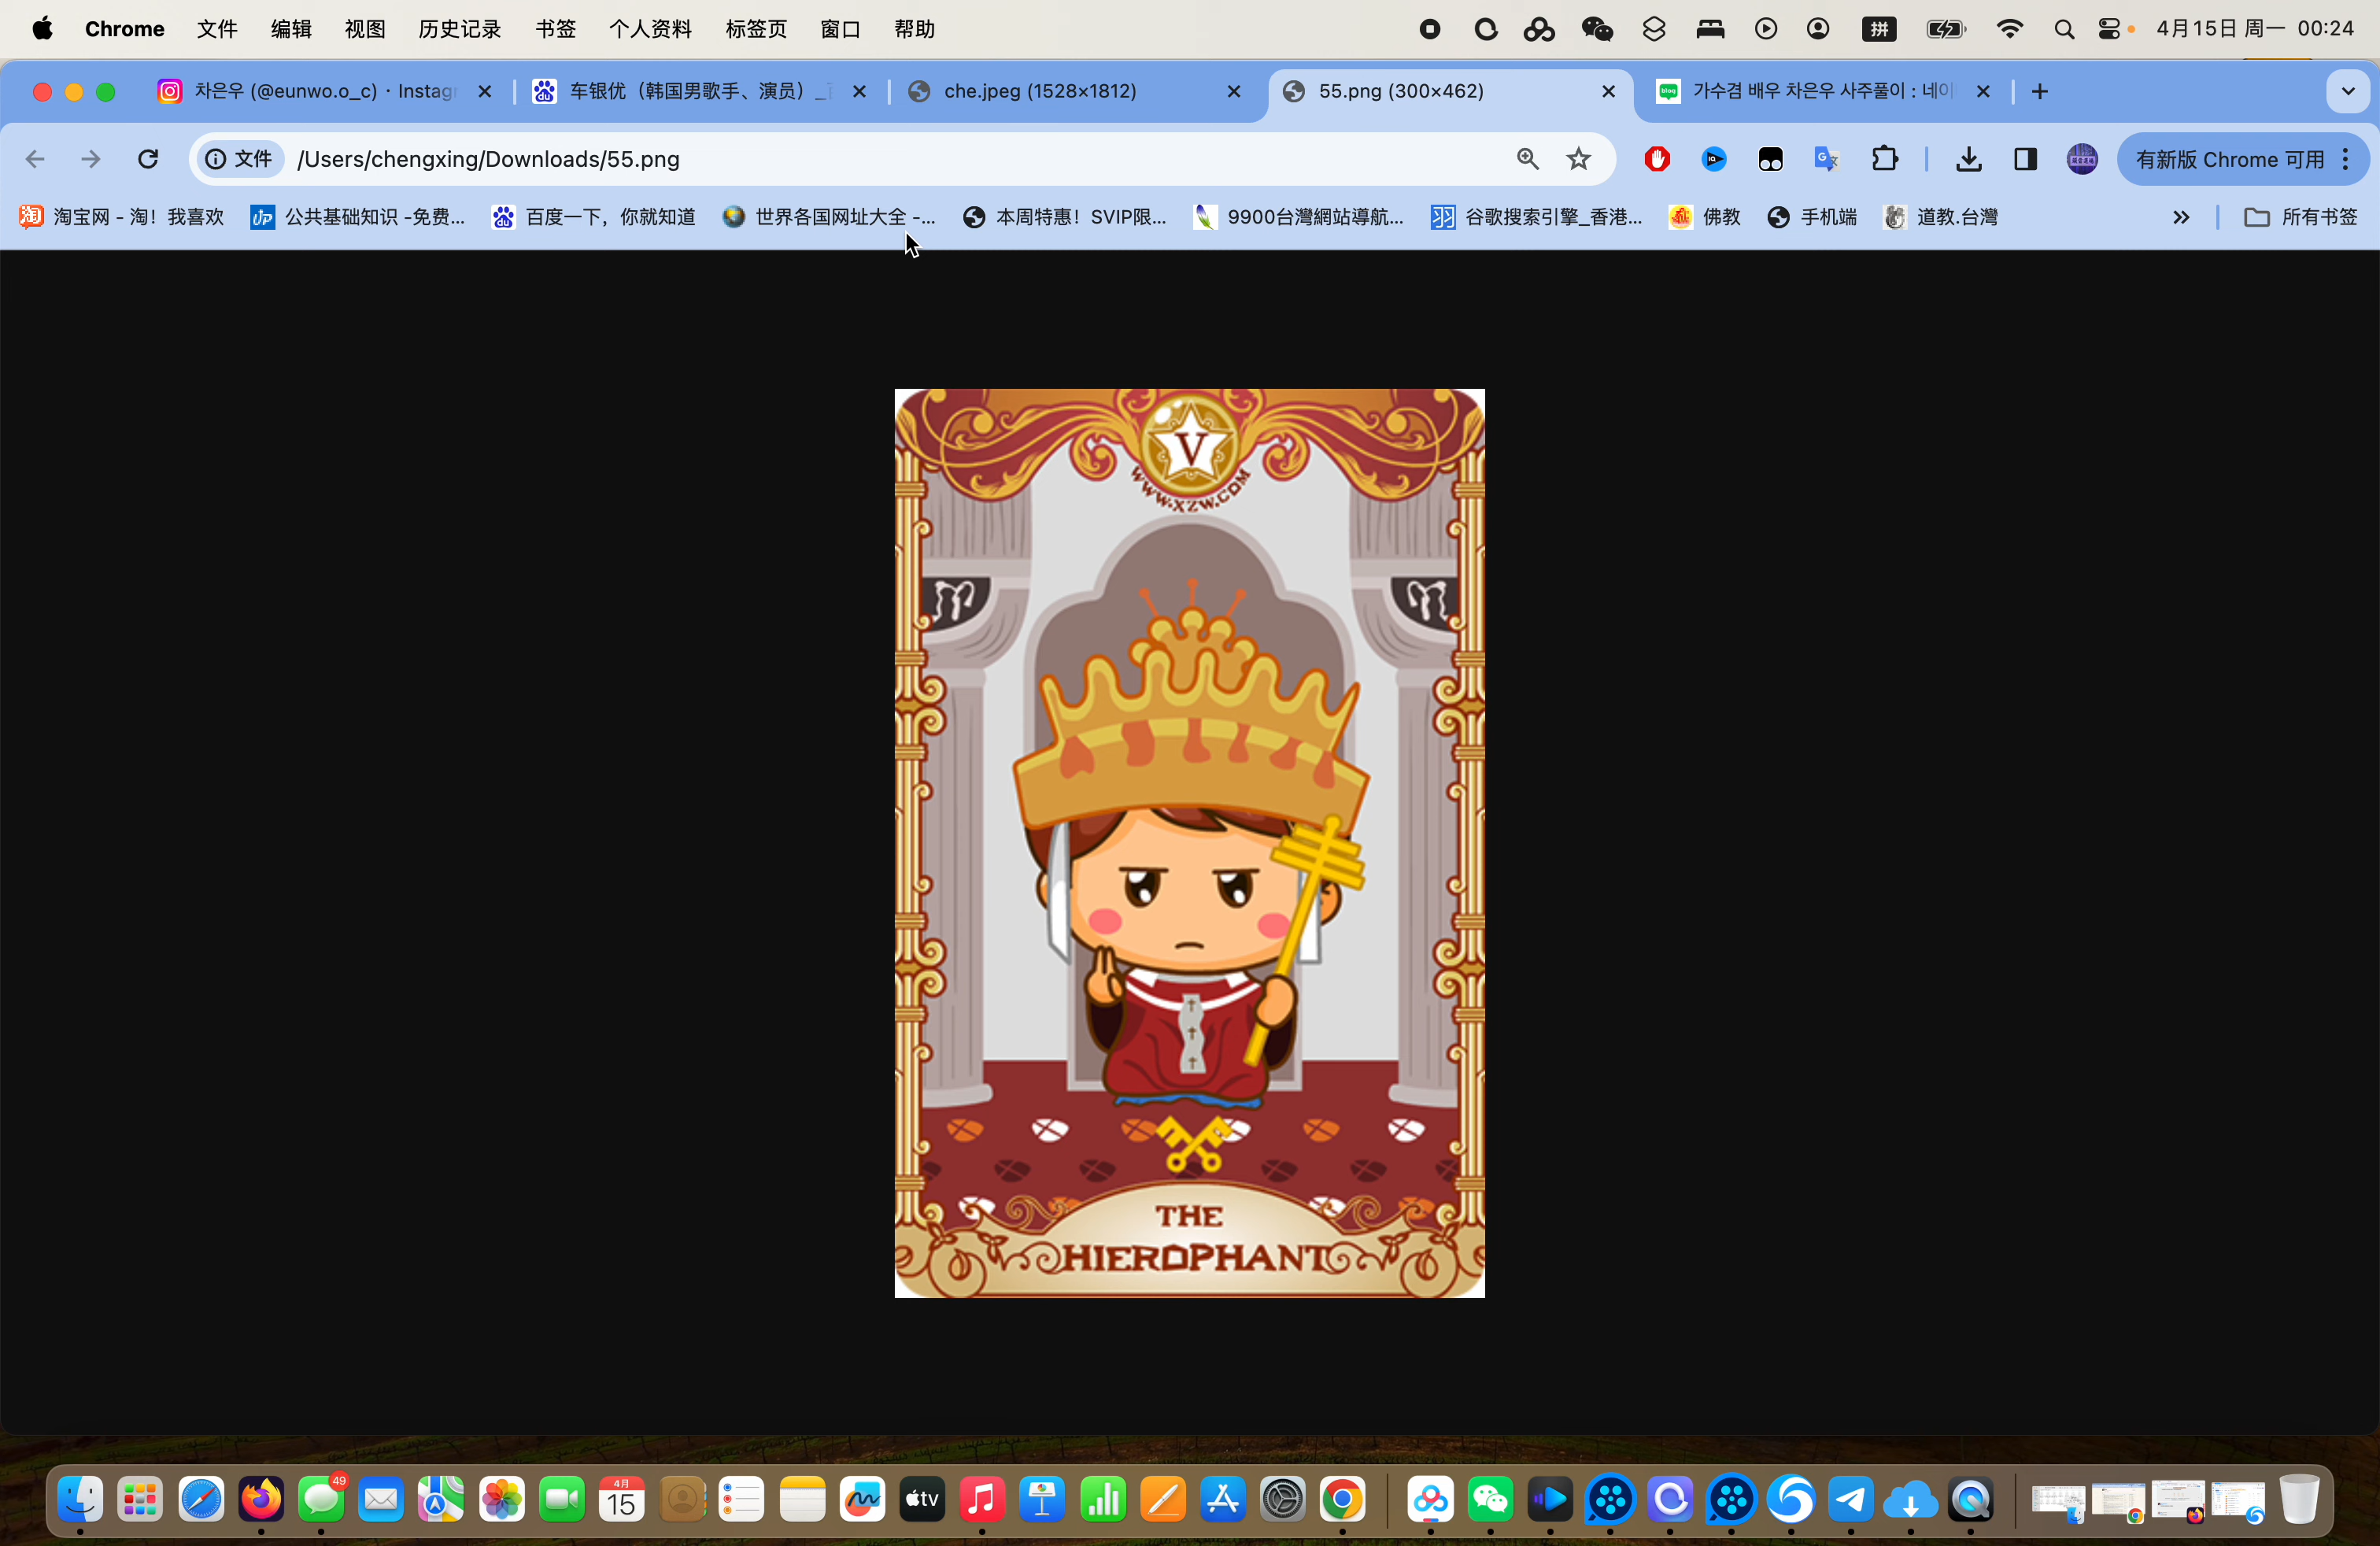 Chrome 文件 编辑 视图 历史记录 书签 个人资料 标签页 窗口 帮助 拼 4月15日 周一 00:24
차은우 (@eunwo.o_c) · Instag 车银优（韩国男歌手、演员）_ che.jpeg (1528×1812) 55.png (300×462) 가수겸 배우 차은우 사주풀이 : 네이
文件 /Users/chengxing/Downloads/55.png 有新版 Chrome 可用
淘宝网 - 淘！我喜欢 公共基础知识 -免费... 百度一下，你就知道 世界各国网址大全 -... 本周特惠！SVIP限... 9900台灣網站導航... 谷歌搜索引擎_香港... 佛教 手机端 道教.台灣 所有书签
V
WWW.XZW.COM
THE
HIEROPHANT
49
4月
15
tv